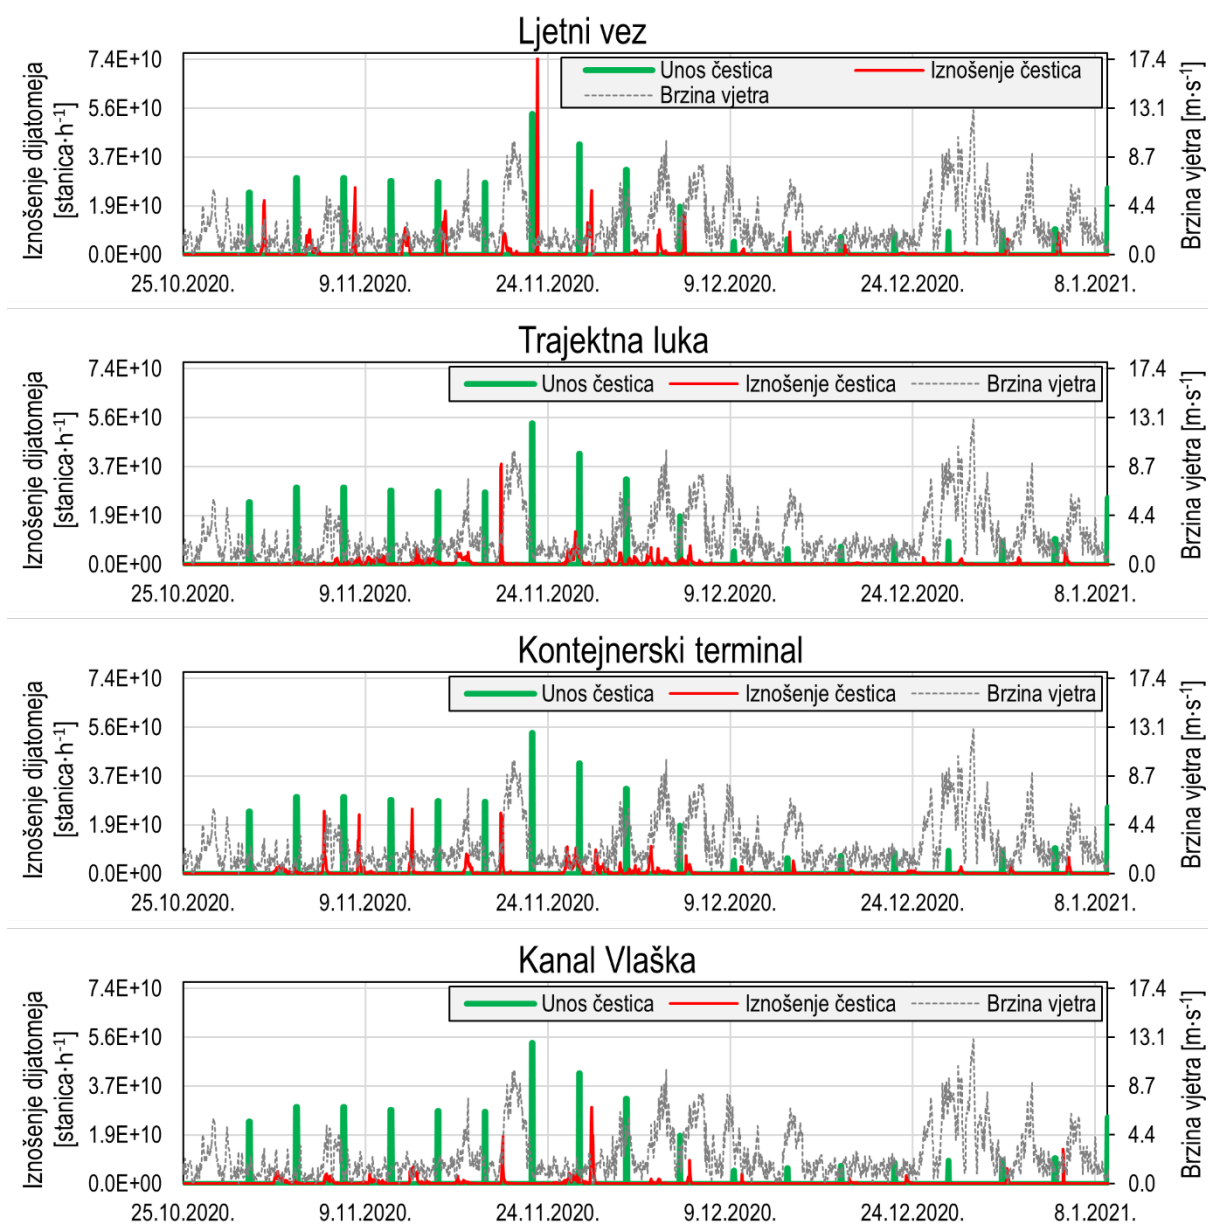 Ljetni vez
Iznošenje dijatomeja
[stanica·h⁻¹]
7.4E+10
5.6E+10
3.7E+10
1.9E+10
0.0E+00
Unos čestica
Iznošenje čestica
Brzina vjetra
17.4
13.1
8.7
4.4
0.0
Brzina vjetra [m·s⁻¹]
25.10.2020. 9.11.2020. 24.11.2020. 9.12.2020. 24.12.2020. 8.1.2021.
Trajektna luka
Iznošenje dijatomeja
[stanica·h⁻¹]
7.4E+10
5.6E+10
3.7E+10
1.9E+10
0.0E+00
Unos čestica Iznošenje čestica Brzina vjetra
17.4
13.1
8.7
4.4
0.0
Brzina vjetra [m·s⁻¹]
25.10.2020. 9.11.2020. 24.11.2020. 9.12.2020. 24.12.2020. 8.1.2021.
Kontejnerski terminal
Iznošenje dijatomeja
[stanica·h⁻¹]
7.4E+10
5.6E+10
3.7E+10
1.9E+10
0.0E+00
Unos čestica Iznošenje čestica Brzina vjetra
17.4
13.1
8.7
4.4
0.0
Brzina vjetra [m·s⁻¹]
25.10.2020. 9.11.2020. 24.11.2020. 9.12.2020. 24.12.2020. 8.1.2021.
Kanal Vlaška
Iznošenje dijatomeja
[stanica·h⁻¹]
7.4E+10
5.6E+10
3.7E+10
1.9E+10
0.0E+00
Unos čestica Iznošenje čestica Brzina vjetra
17.4
13.1
8.7
4.4
0.0
Brzina vjetra [m·s⁻¹]
25.10.2020. 9.11.2020. 24.11.2020. 9.12.2020. 24.12.2020. 8.1.2021.